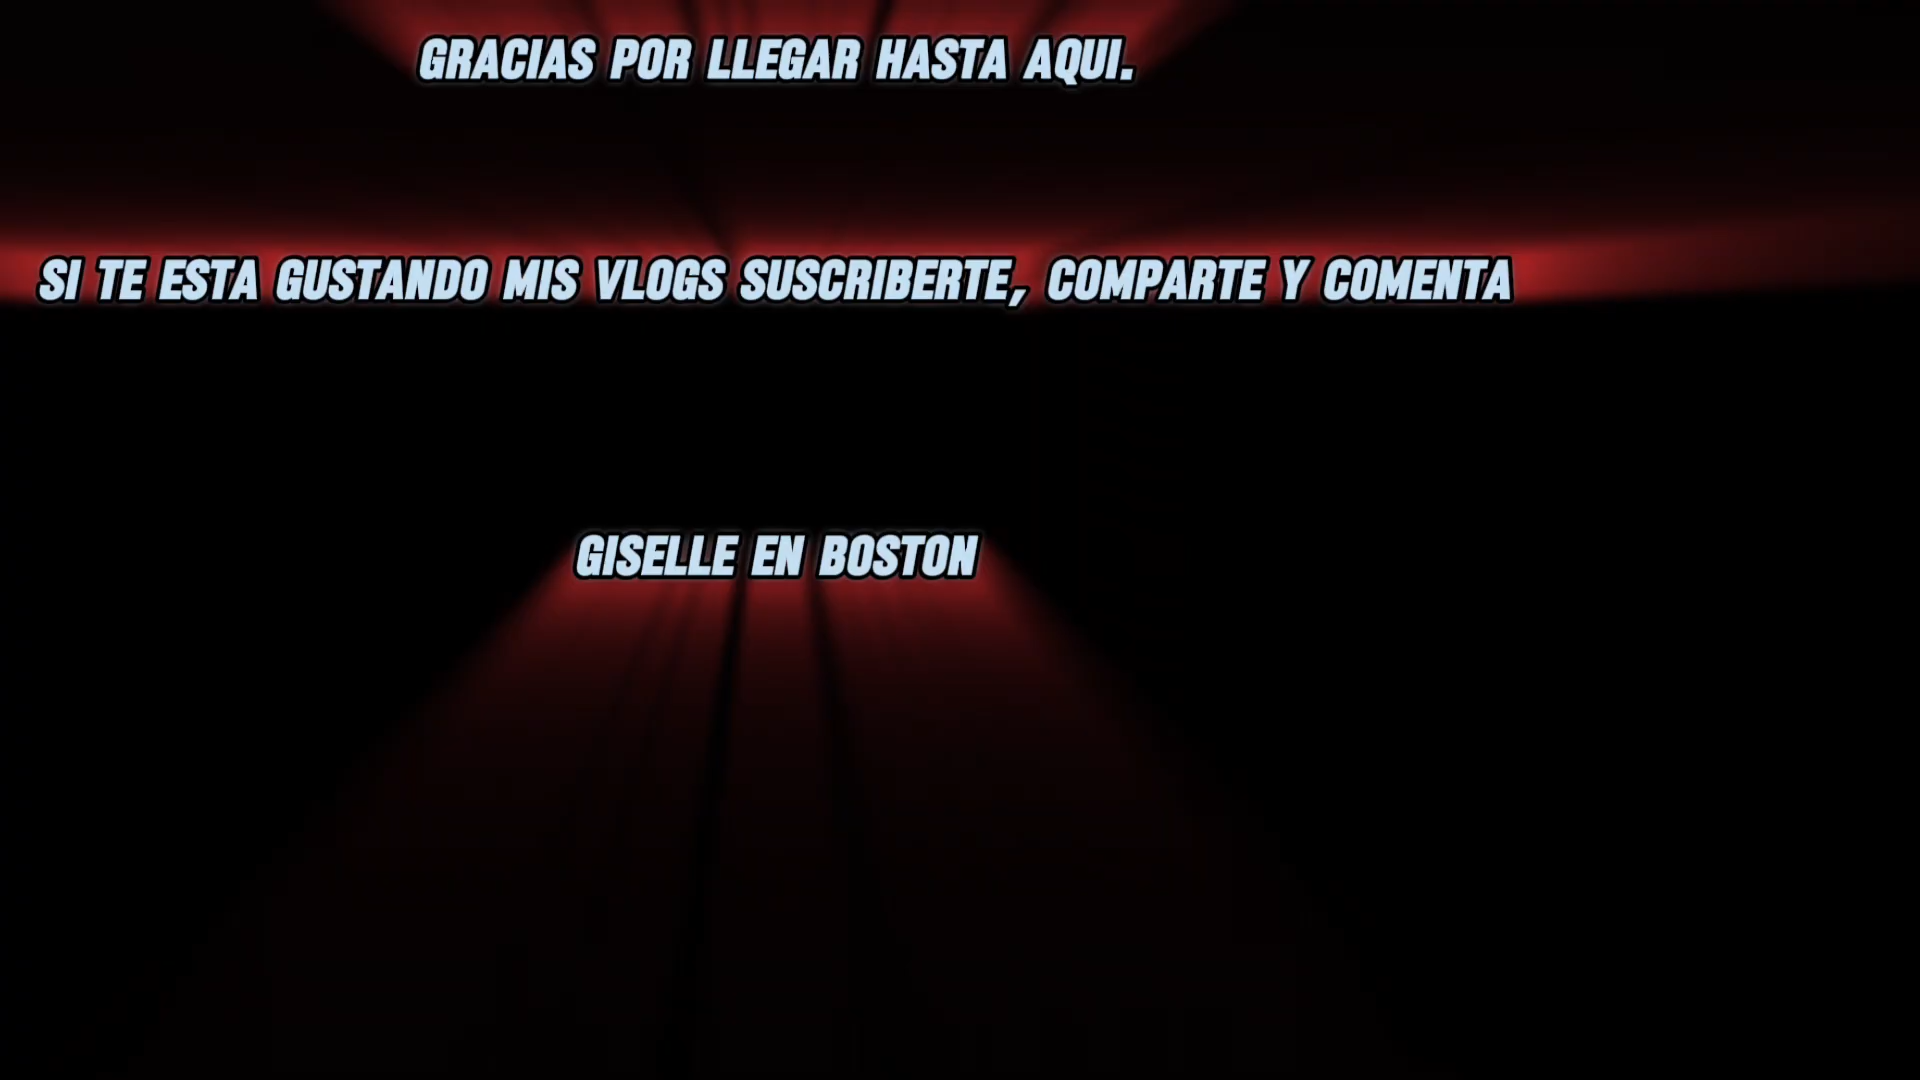 GRACIAS POR LLEGAR HASTA AQUI.
SI TE ESTA GUSTANDO MIS VLOGS SUSCRIBERTE, COMPARTE Y COMENTA
GISELLE EN BOSTON